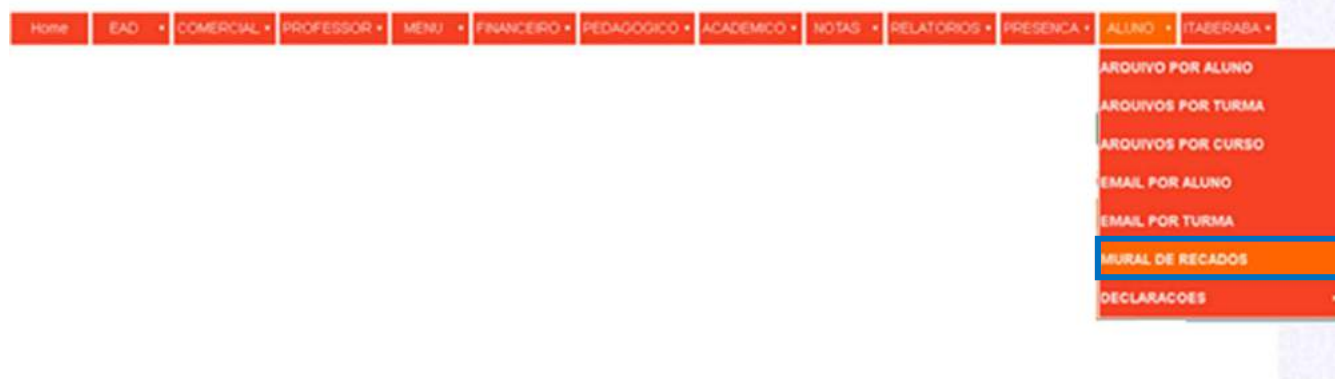 Home EAD COMERCIAL PROFESSOR MENU FINANCEIRO PEDAGOGICO ACADEMICO NOTAS RELATORIOS PRESENCA ALUNO ITABERABA
ARQUIVO POR ALUNO
ARQUIVOS POR TURMA
ARQUIVOS POR CURSO
EMAIL POR ALUNO
EMAIL POR TURMA
MURAL DE RECADOS
DECLARACOES